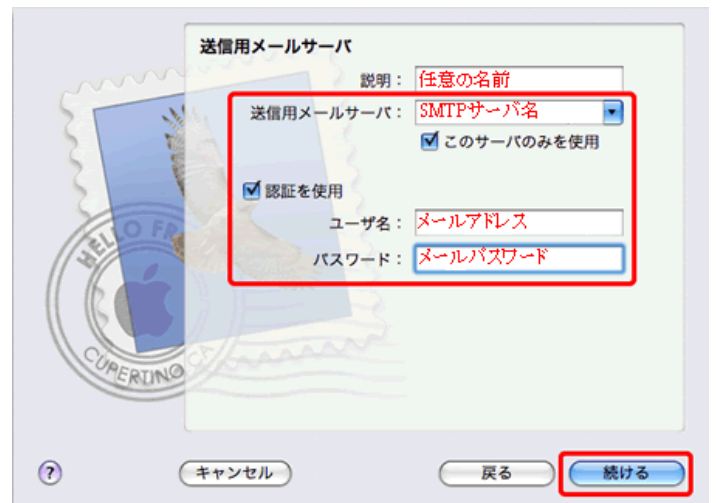 送信用メールサーバ
説明： 任意の名前
送信用メールサーバ： SMTPサーバ名
このサーバのみを使用
認証を使用
ユーザ名： メールアドレス
パスワード： メールパスワード
HELLO FR
CUPERTINO CA
? キャンセル 戻る 続ける